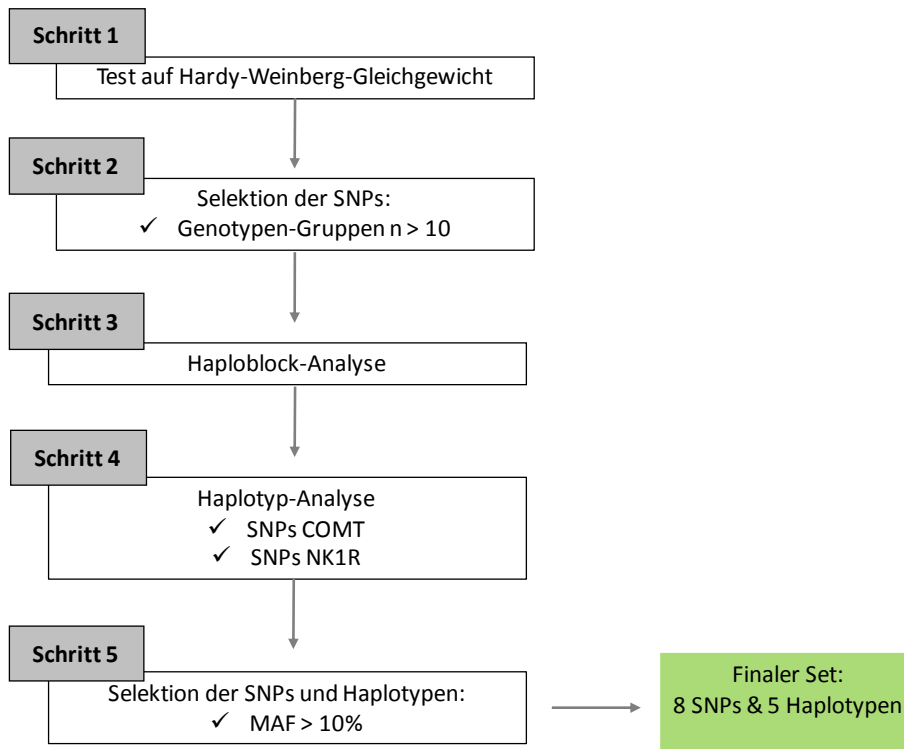 Schritt 1
Test auf Hardy-Weinberg-Gleichgewicht
Schritt 2
Selektion der SNPs:
✓ Genotypen-Gruppen n > 10
Schritt 3
Haploblock-Analyse
Schritt 4
Haplotyp-Analyse
✓ SNPs COMT
✓ SNPs NK1R
Schritt 5
Selektion der SNPs und Haplotypen:
✓ MAF > 10%
Finaler Set:
8 SNPs & 5 Haplotypen